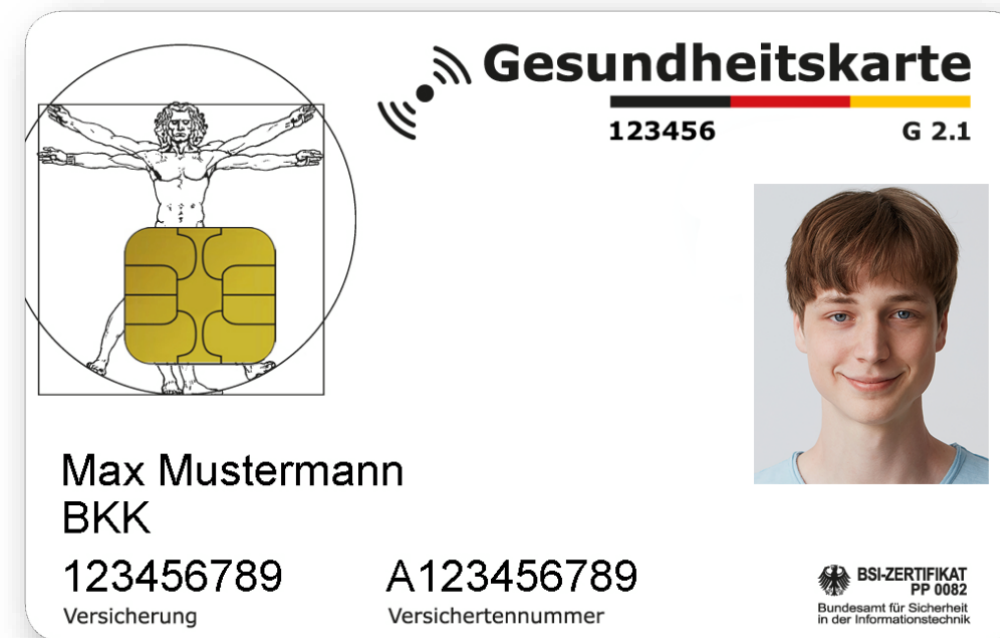 Gesundheitskarte
123456 G 2.1
Max Mustermann
BKK
123456789 A123456789
Versicherung Versichertennummer
BSI-ZERTIFIKAT
PP 0082
Bundesamt für Sicherheit
in der Informationstechnik